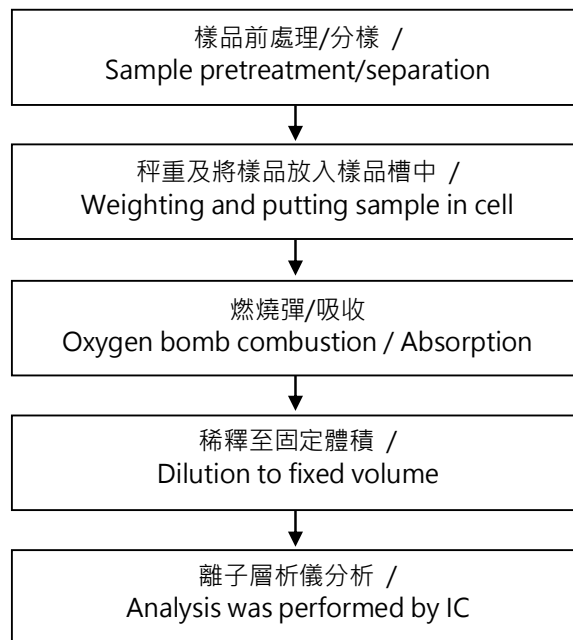 樣品前處理/分樣 /
Sample pretreatment/separation
秤重及將樣品放入樣品槽中 /
Weighting and putting sample in cell
燃燒彈/吸收
Oxygen bomb combustion / Absorption
稀釋至固定體積 /
Dilution to fixed volume
離子層析儀分析 /
Analysis was performed by IC